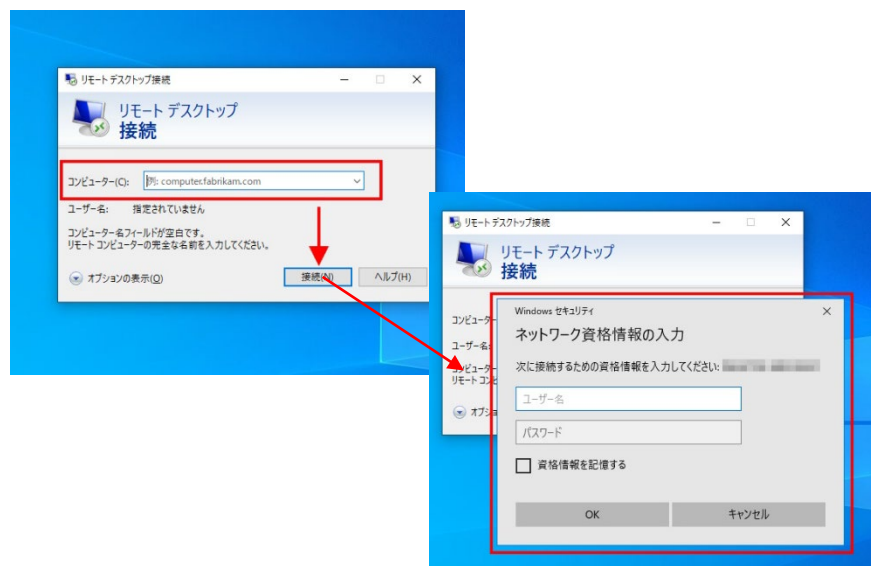 リモート デスクトップ接続
リモート デスクトップ
接続
コンピューター(C): 例: computer.fabrikam.com
ユーザー名: 指定されていません
コンピューター名フィールドが空白です。
リモート コンピューターの完全な名前を入力してください。
オプションの表示(O) 接続(N) ヘルプ(H)
リモート デスクトップ接続
リモート デスクトップ
接続
コンピューター
ユーザー名:
コンピューター
リモート コンピ
オプショ
Windows セキュリティ
ネットワーク資格情報の入力
次に接続するための資格情報を入力してください:
ユーザー名
パスワード
資格情報を記憶する
OK キャンセル